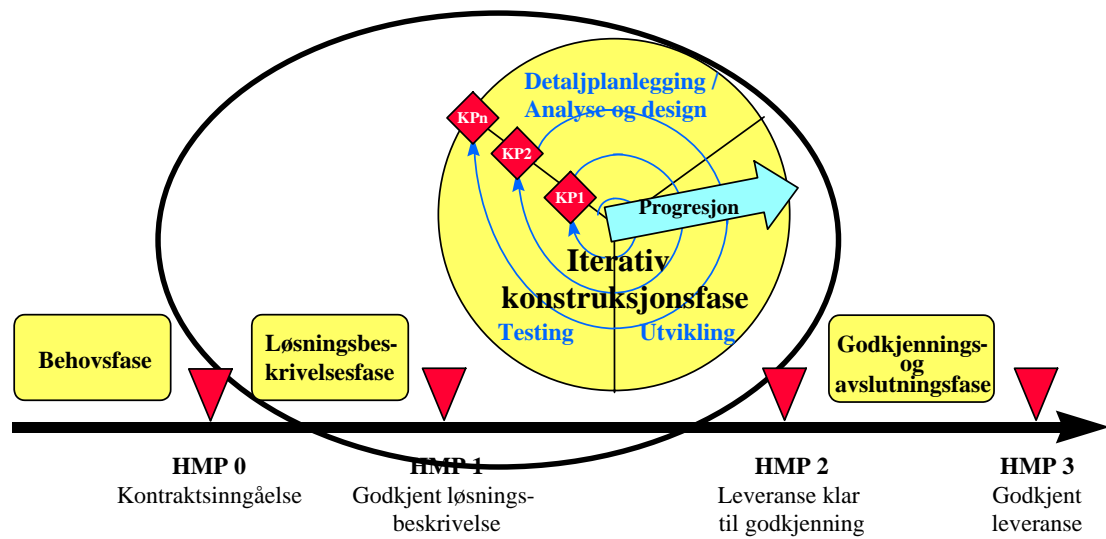 Detaljplanlegging /
Analyse og design
KPn
KP2
KP1
Progresjon
Iterativ
konstruksjonsfase
Testing
Utvikling
Behovsfase
Løsningsbes-
krivelsesfase
Godkjennings-
og
avslutningsfase
HMP 0
Kontraktsinngåelse
HMP 1
Godkjent løsnings-
beskrivelse
HMP 2
Leveranse klar
til godkjenning
HMP 3
Godkjent
leveranse